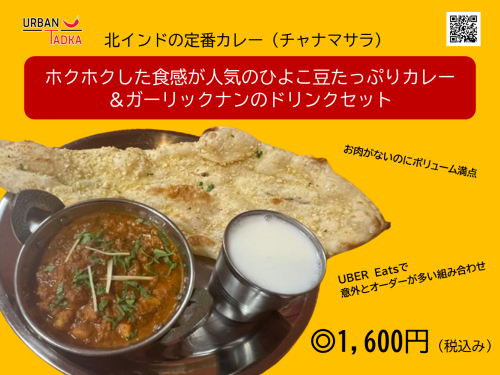 URBAN
TADKA
北インドの定番カレー（チャナマサラ）
ホクホクした食感が人気のひよこ豆たっぷりカレー
＆ガーリックナンのドリンクセット
お肉がないのにボリューム満点
UBER Eatsで
意外とオーダーが多い組み合わせ
◎1,600円（税込み）